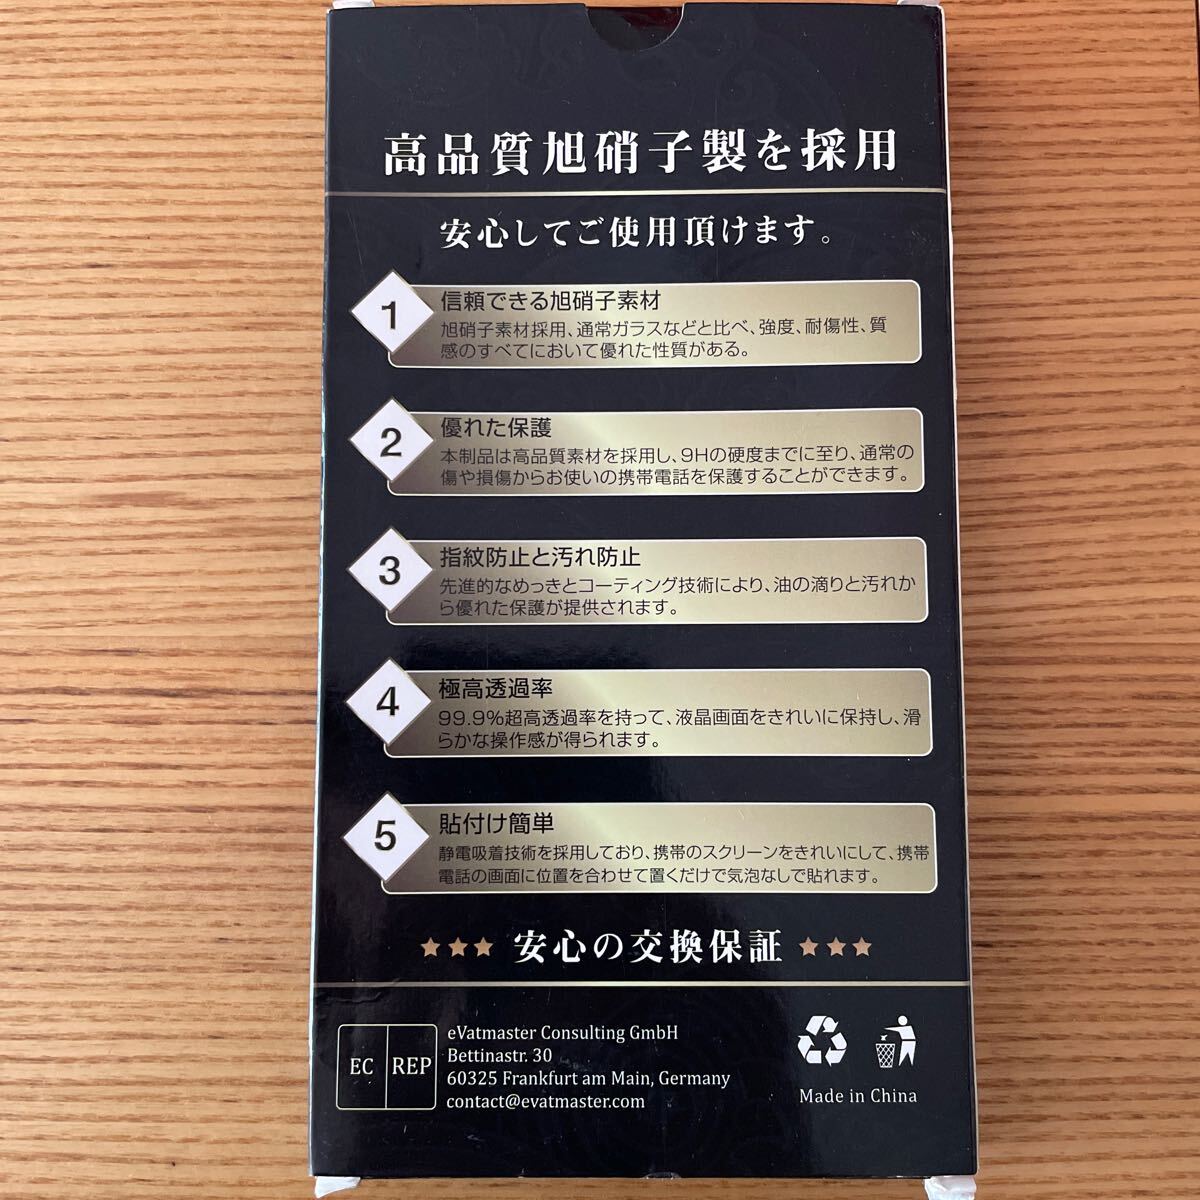 高品質旭硝子製を採用
安心してご使用頂けます。
1
信頼できる旭硝子素材
旭硝子素材採用、通常ガラスなどと比べ、強度、耐傷性、質
感のすべてにおいて優れた性質がある。
2
優れた保護
本制品は高品質素材を採用し、9Hの硬度までに至り、通常の
傷や損傷からお使いの携帯電話を保護することができます。
3
指紋防止と汚れ防止
先進的なめっきとコーティング技術により、油の滴りと汚れか
ら優れた保護が提供されます。
4
極高透過率
99.9%超高透過率を持って、液晶画面をきれいに保持し、滑
らかな操作感が得られます。
5
貼付け簡単
静電吸着技術を採用しており、携帯のスクリーンをきれいにして、携帯
電話の画面に位置を合わせて置くだけで気泡なしで貼れます。
★★★ 安心の交換保証 ★★★
EC REP
eVatmaster Consulting GmbH
Bettinastr. 30
60325 Frankfurt am Main, Germany
contact@evatmaster.com
Made in China